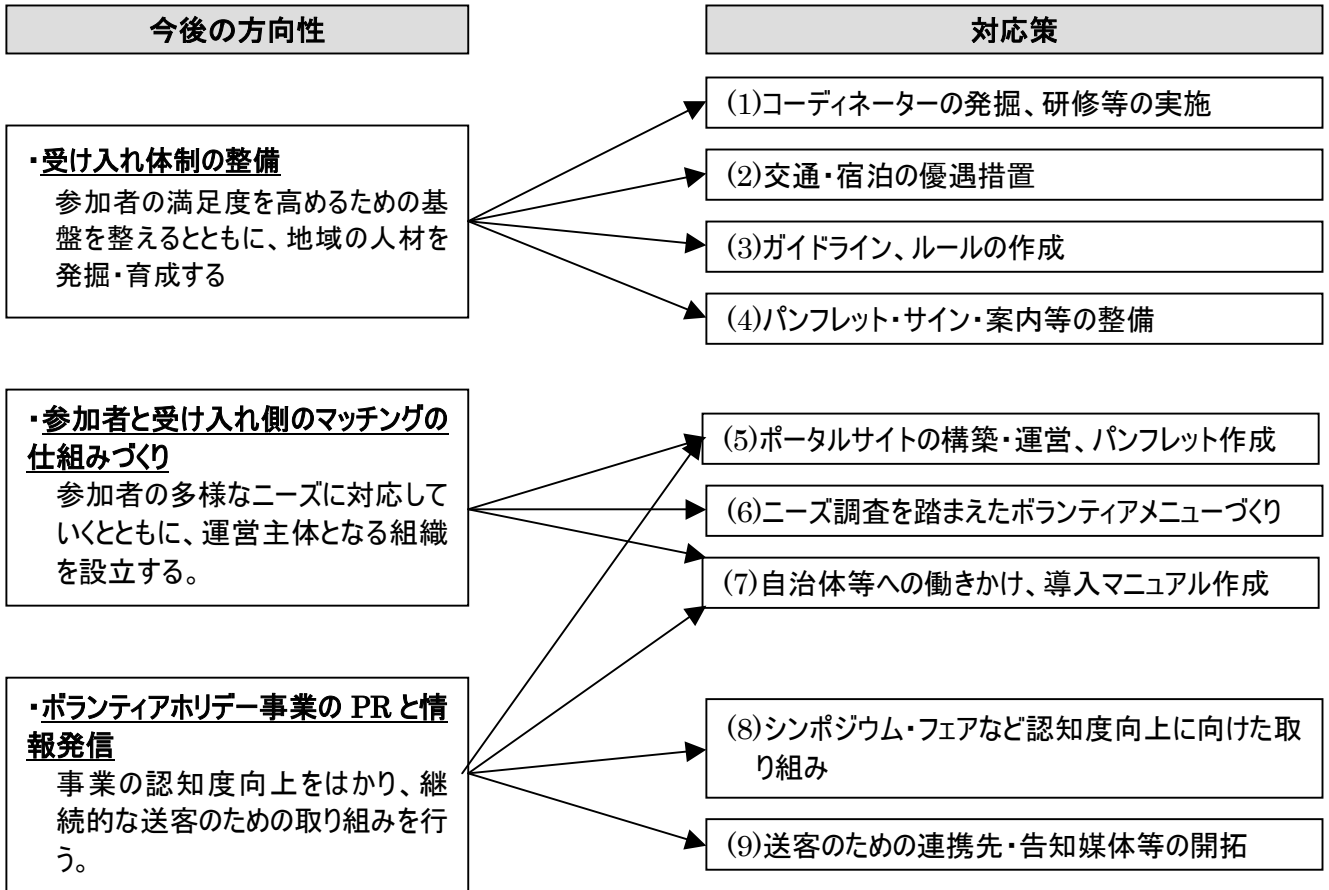 今後の方向性
対応策
・受け入れ体制の整備
参加者の満足度を高めるための基
盤を整えるとともに、地域の人材を
発掘・育成する
(1)コーディネーターの発掘、研修等の実施
(2)交通・宿泊の優遇措置
(3)ガイドライン、ルールの作成
(4)パンフレット・サイン・案内等の整備
・参加者と受け入れ側のマッチングの
仕組みづくり
参加者の多様なニーズに対応して
いくとともに、運営主体となる組織
を設立する。
(5)ポータルサイトの構築・運営、パンフレット作成
(6)ニーズ調査を踏まえたボランティアメニューづくり
(7)自治体等への働きかけ、導入マニュアル作成
・ボランティアホリデー事業の PR と情
報発信
事業の認知度向上をはかり、継
続的な送客のための取り組みを行
う。
(8)シンポジウム・フェアなど認知度向上に向けた取
り組み
(9)送客のための連携先・告知媒体等の開拓